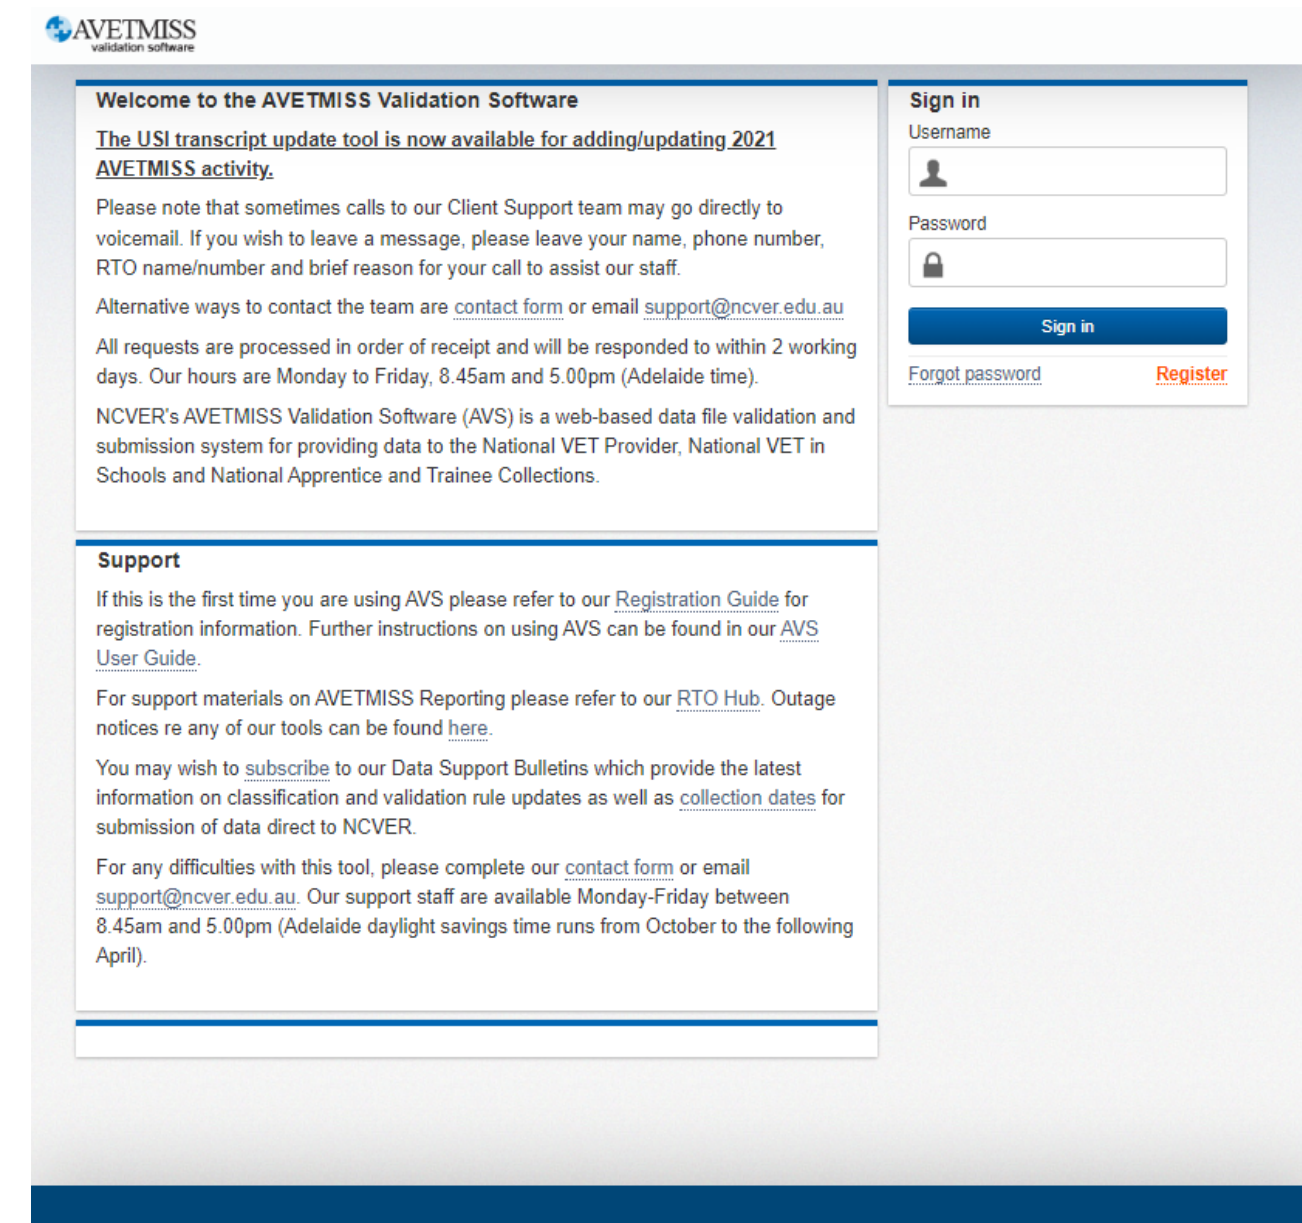 AVETMISS
validation software
Welcome to the AVETMISS Validation Software
The USI transcript update tool is now available for adding/updating 2021
AVETMISS activity.
Please note that sometimes calls to our Client Support team may go directly to
voicemail. If you wish to leave a message, please leave your name, phone number,
RTO name/number and brief reason for your call to assist our staff.
Alternative ways to contact the team are contact form or email support@ncver.edu.au
All requests are processed in order of receipt and will be responded to within 2 working
days. Our hours are Monday to Friday, 8.45am and 5.00pm (Adelaide time).
NCVER's AVETMISS Validation Software (AVS) is a web-based data file validation and
submission system for providing data to the National VET Provider, National VET in
Schools and National Apprentice and Trainee Collections.
Support
If this is the first time you are using AVS please refer to our Registration Guide for
registration information. Further instructions on using AVS can be found in our AVS
User Guide.
For support materials on AVETMISS Reporting please refer to our RTO Hub. Outage
notices re any of our tools can be found here.
You may wish to subscribe to our Data Support Bulletins which provide the latest
information on classification and validation rule updates as well as collection dates for
submission of data direct to NCVER.
For any difficulties with this tool, please complete our contact form or email
support@ncver.edu.au. Our support staff are available Monday-Friday between
8.45am and 5.00pm (Adelaide daylight savings time runs from October to the following
April).
Sign in
Username
Password
Sign in
Forgot password
Register